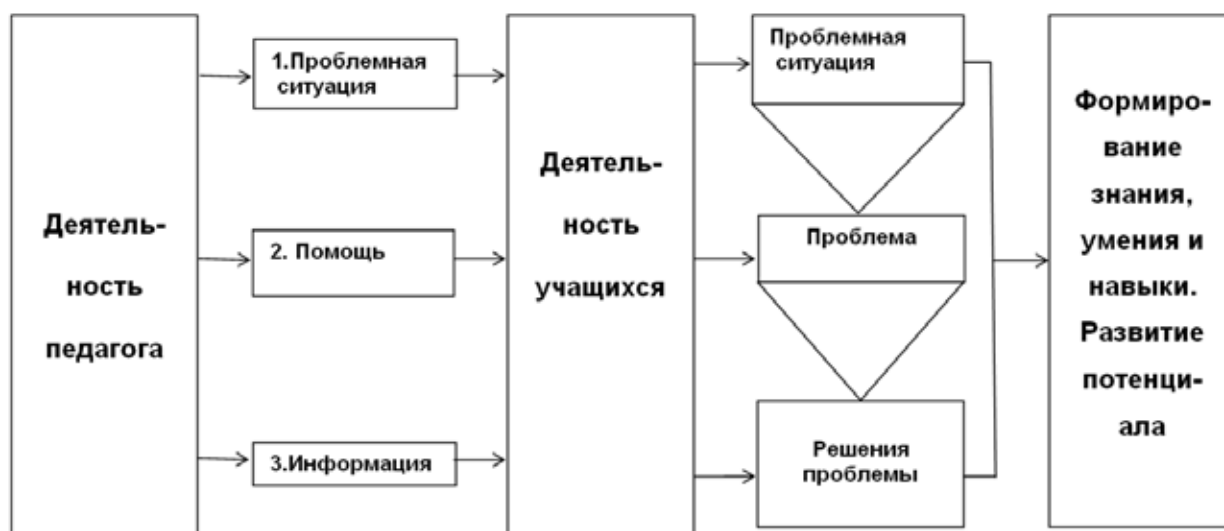 Деятель-
ность
педагога
1.Проблемная
ситуация
2. Помощь
3.Информация
Деятель-
ность
учащихся
Проблемная
ситуация
Проблема
Решения
проблемы
Формиро-
вание
знания,
умения и
навыки.
Развитие
потенци-
ала